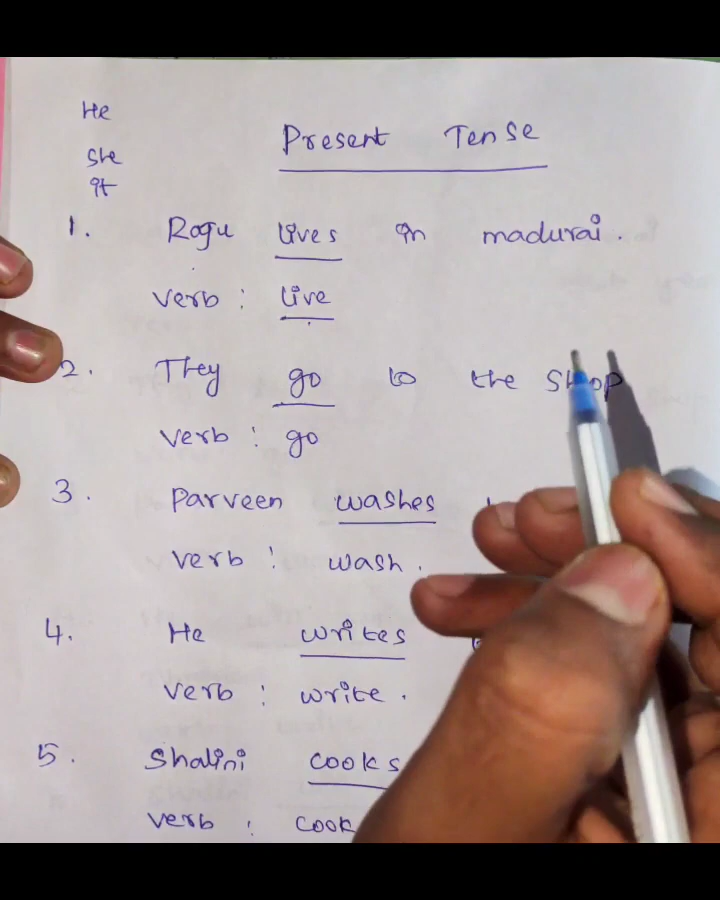 He
She
It
Present Tense
1. Ragu lives in madurai.
verb : live
2. They go to the Shop
verb : go
3. Parveen washes
verb : wash.
4. He writes
verb : write.
5. Shalini cooks
verb : cook